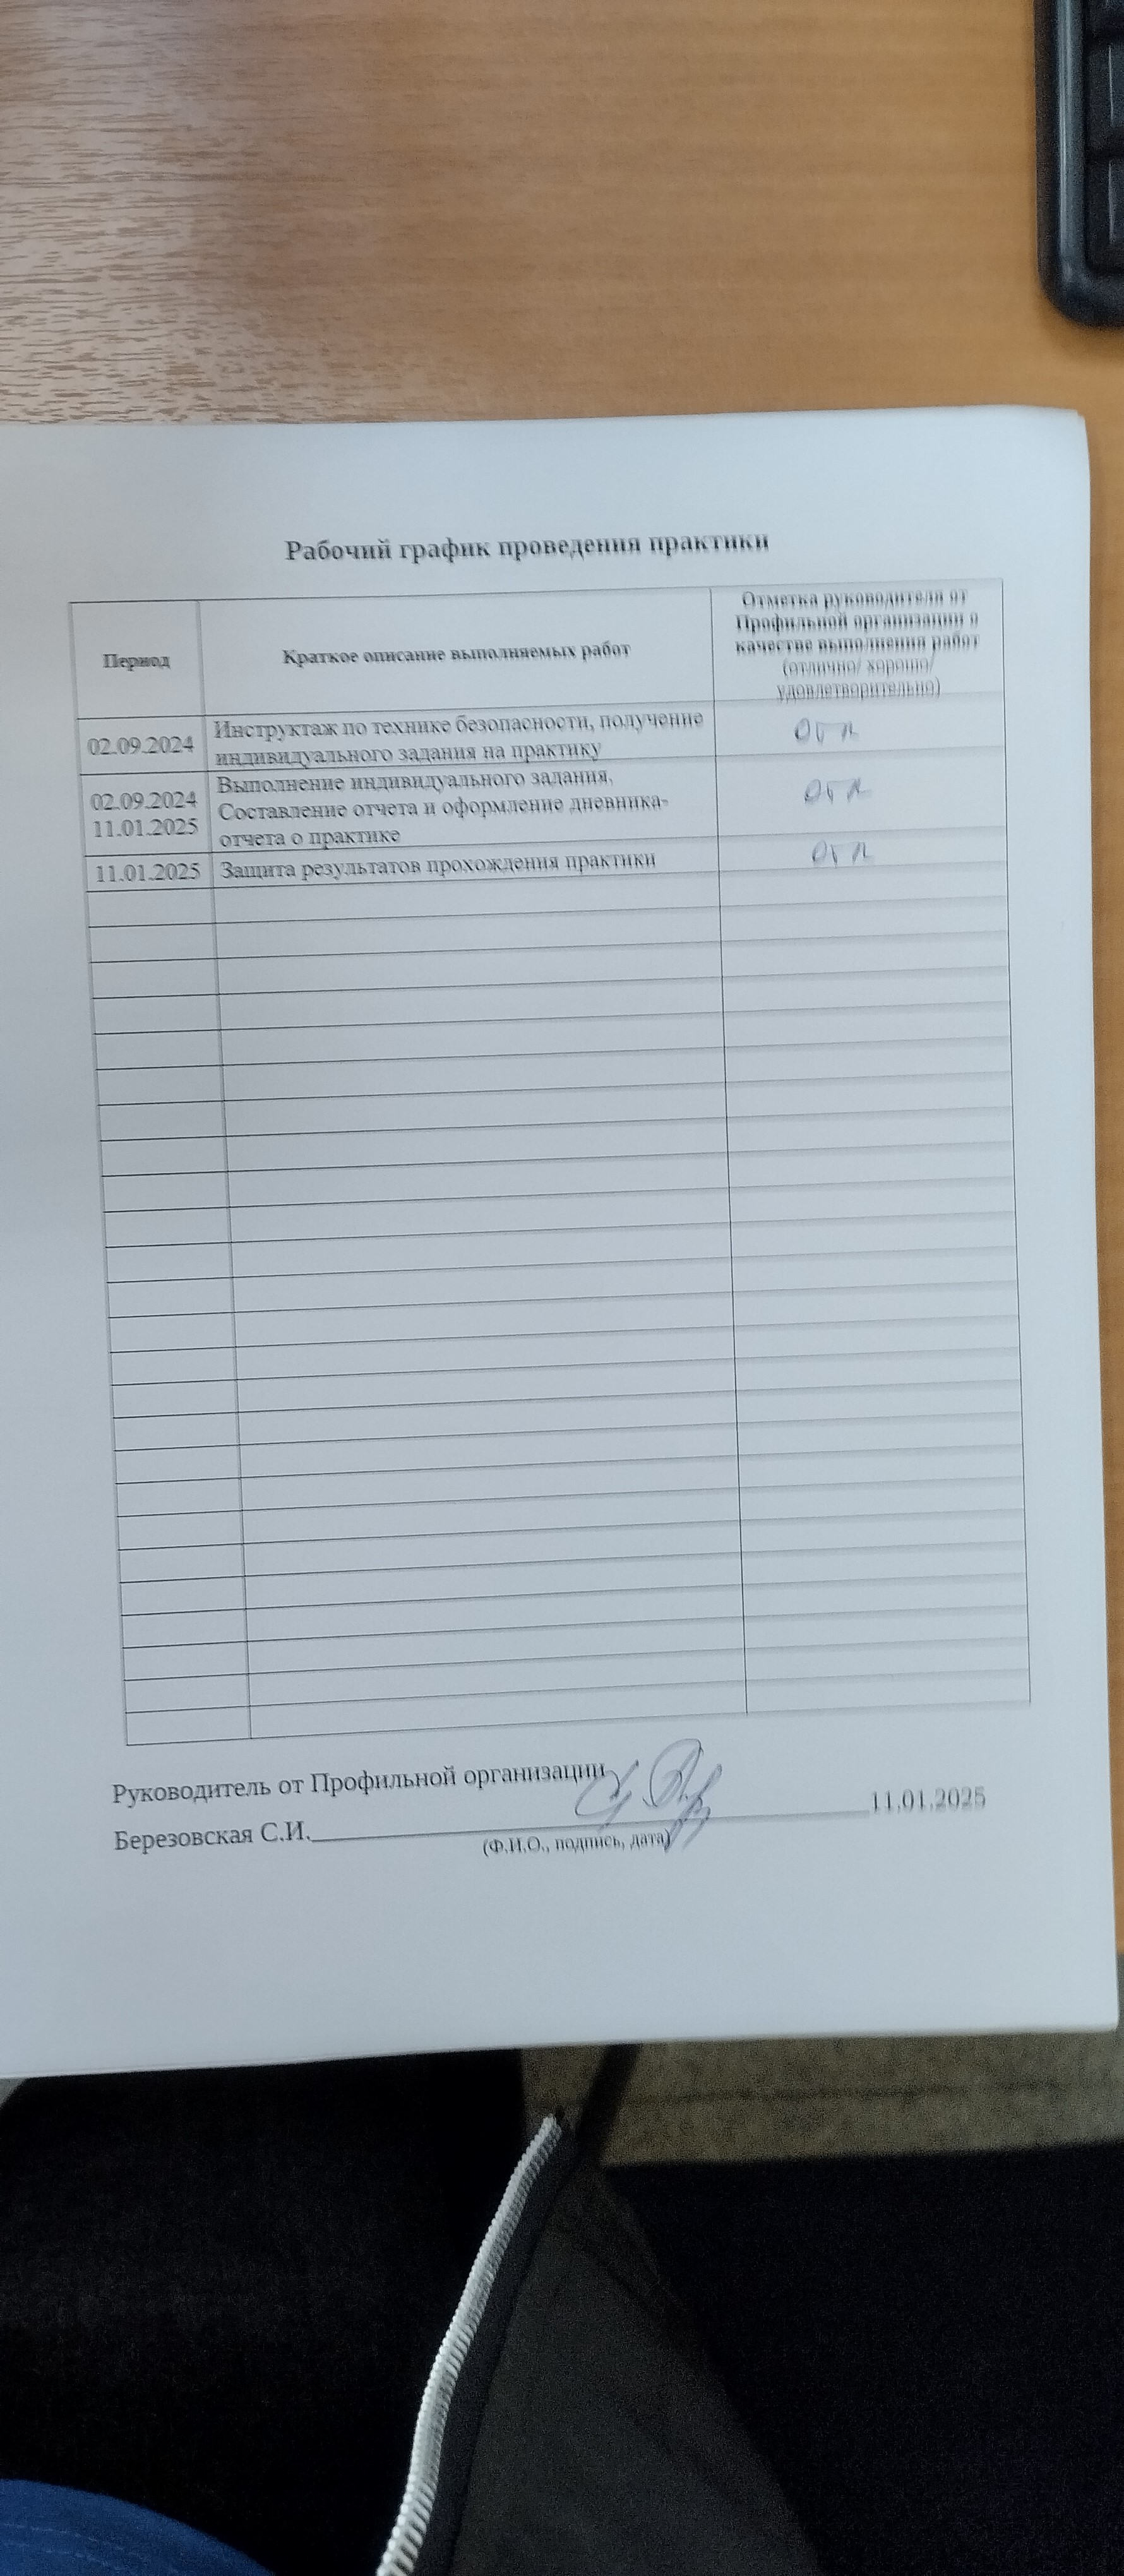 Рабочий график проведения практики
Период
Краткое описание выполняемых работ
Отметка руководителя от
Профильной организации о
качестве выполнения работ
(отлично/ хорошо/
удовлетворительно)
02.09.2024
Инструктаж по технике безопасности, получение
индивидуального задания на практику
отл
02.09.2024
11.01.2025
Выполнение индивидуального задания.
Составление отчета и оформление дневника-
отчета о практике
отл
11.01.2025
Защита результатов прохождения практики
отл
Руководитель от Профильной организации
Березовская С.И. 11.01.2025
(Ф.И.О., подпись, дата)